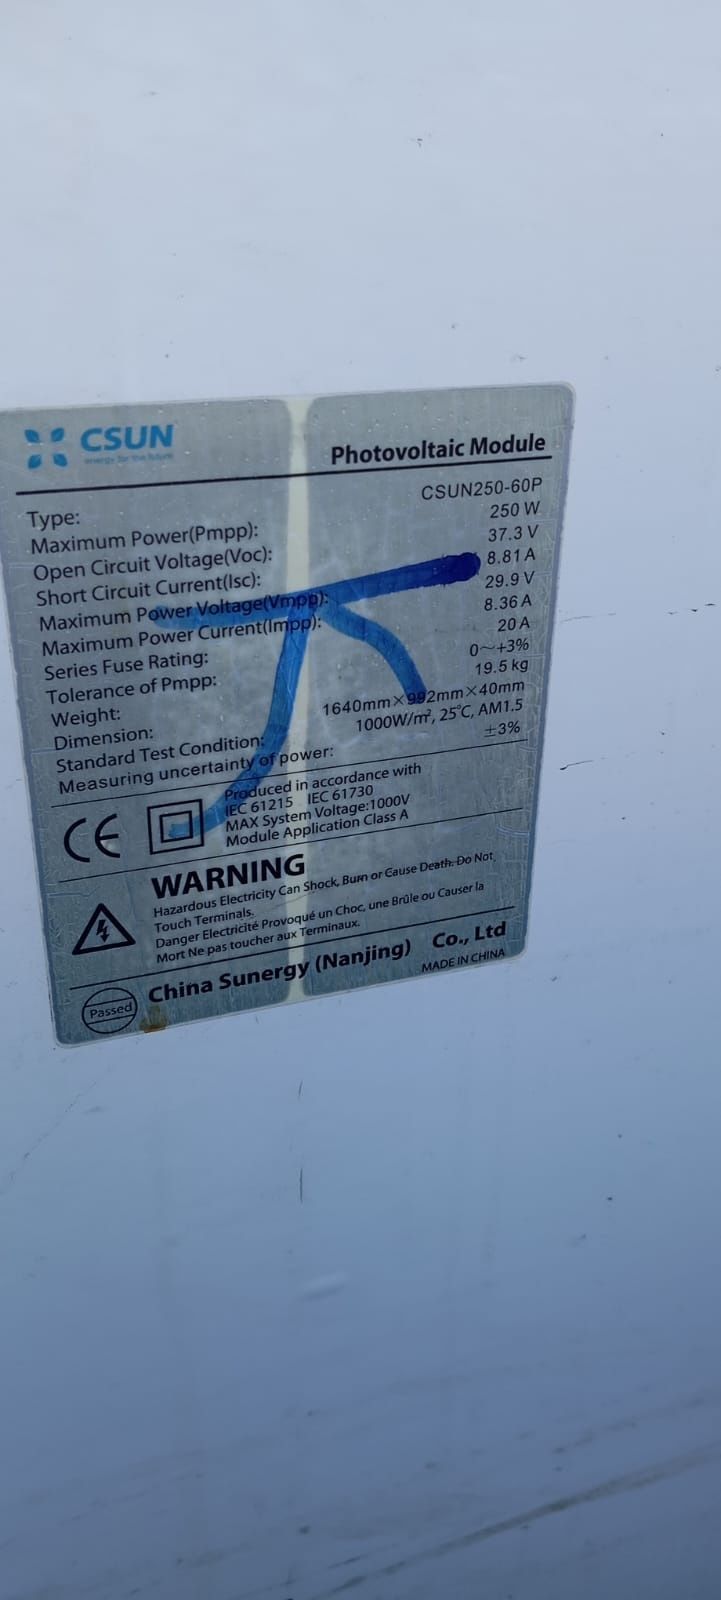 CSUN
energy for the future
Photovoltaic Module
Type: CSUN250-60P
Maximum Power(Pmpp): 250 W
Open Circuit Voltage(Voc): 37.3 V
Short Circuit Current(Isc): 8.81 A
Maximum Power Voltage(Vmpp): 29.9 V
Maximum Power Current(Impp): 8.36 A
Series Fuse Rating: 20 A
Tolerance of Pmpp: 0~+3%
Weight: 19.5 kg
Dimension: 1640mm×992mm×40mm
Standard Test Condition: 1000W/m², 25℃, AM1.5
Measuring uncertainty of power: ±3%
CE
Produced in accordance with
IEC 61215 IEC 61730
MAX System Voltage:1000V
Module Application Class A
WARNING
Hazardous Electricity Can Shock, Burn or Cause Death. Do Not
Touch Terminals.
Danger Electricité Provoqué un Choc, une Brûle ou Causer la
Mort Ne pas toucher aux Terminaux.
Passed
China Sunergy (Nanjing) Co., Ltd
MADE IN CHINA